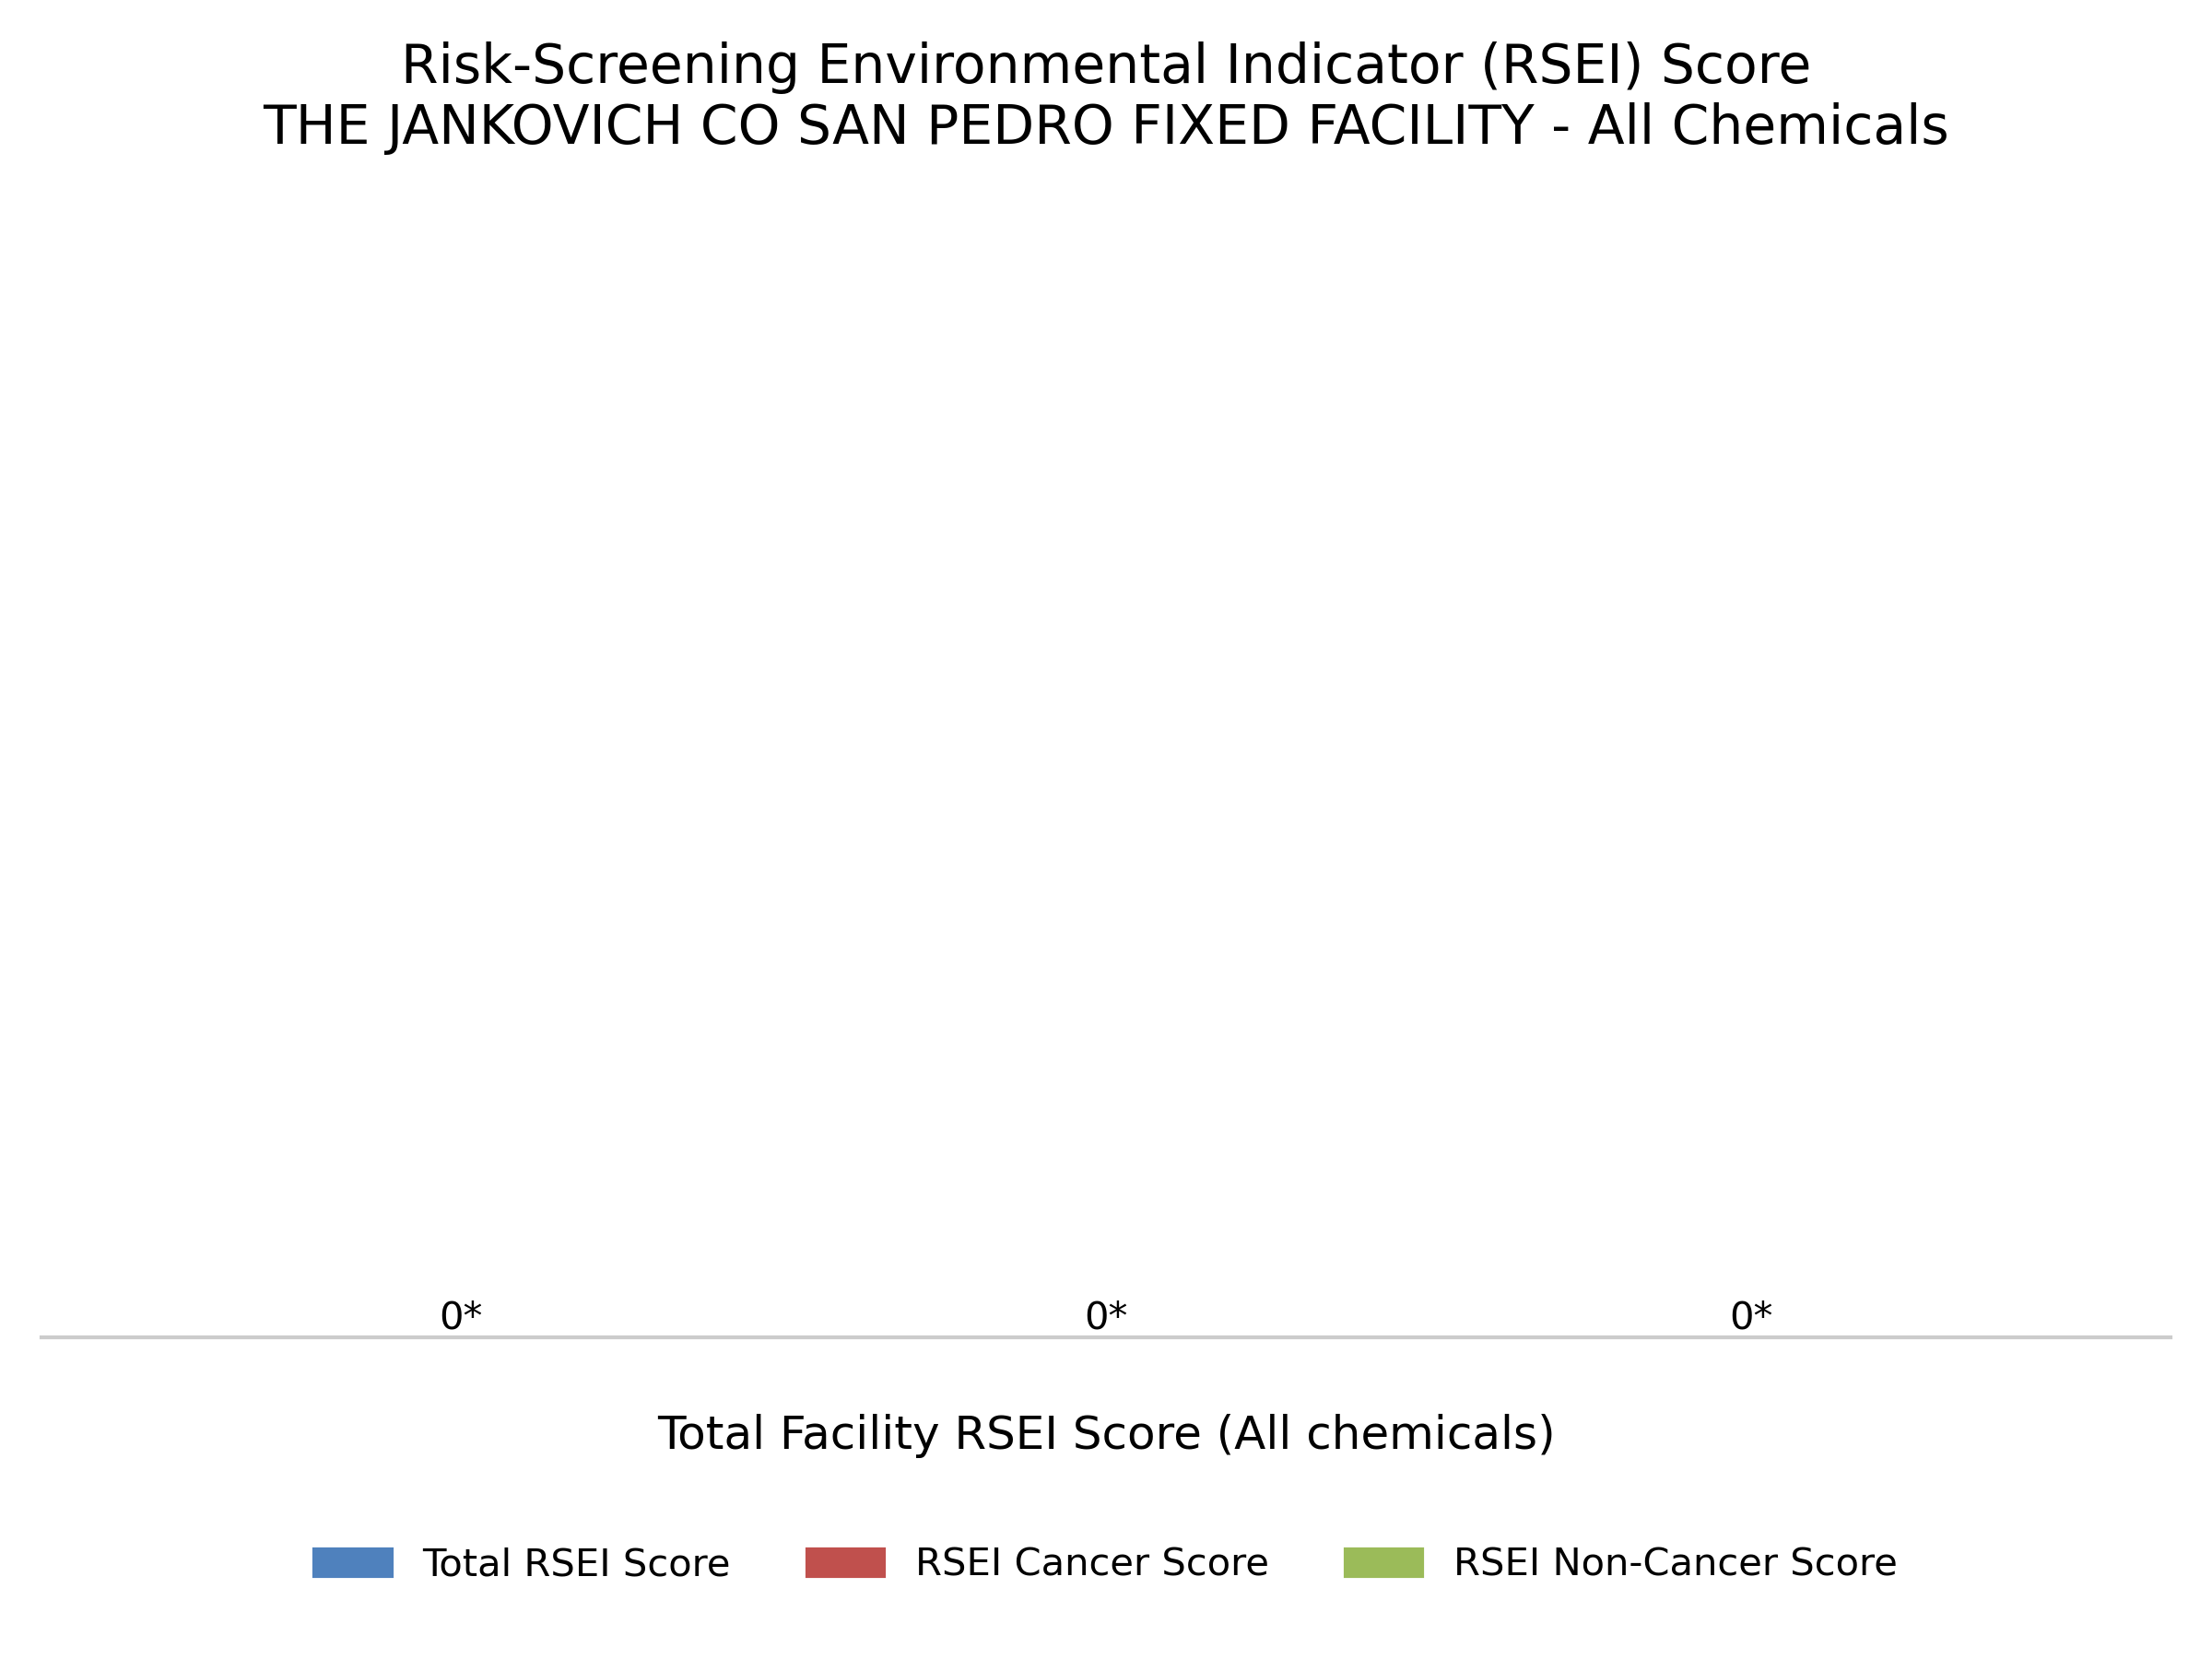 Risk-Screening Environmental Indicator (RSEI) Score
THE JANKOVICH CO SAN PEDRO FIXED FACILITY - All Chemicals
0* 0* 0*
Total Facility RSEI Score (All chemicals)
Total RSEI Score RSEI Cancer Score RSEI Non-Cancer Score